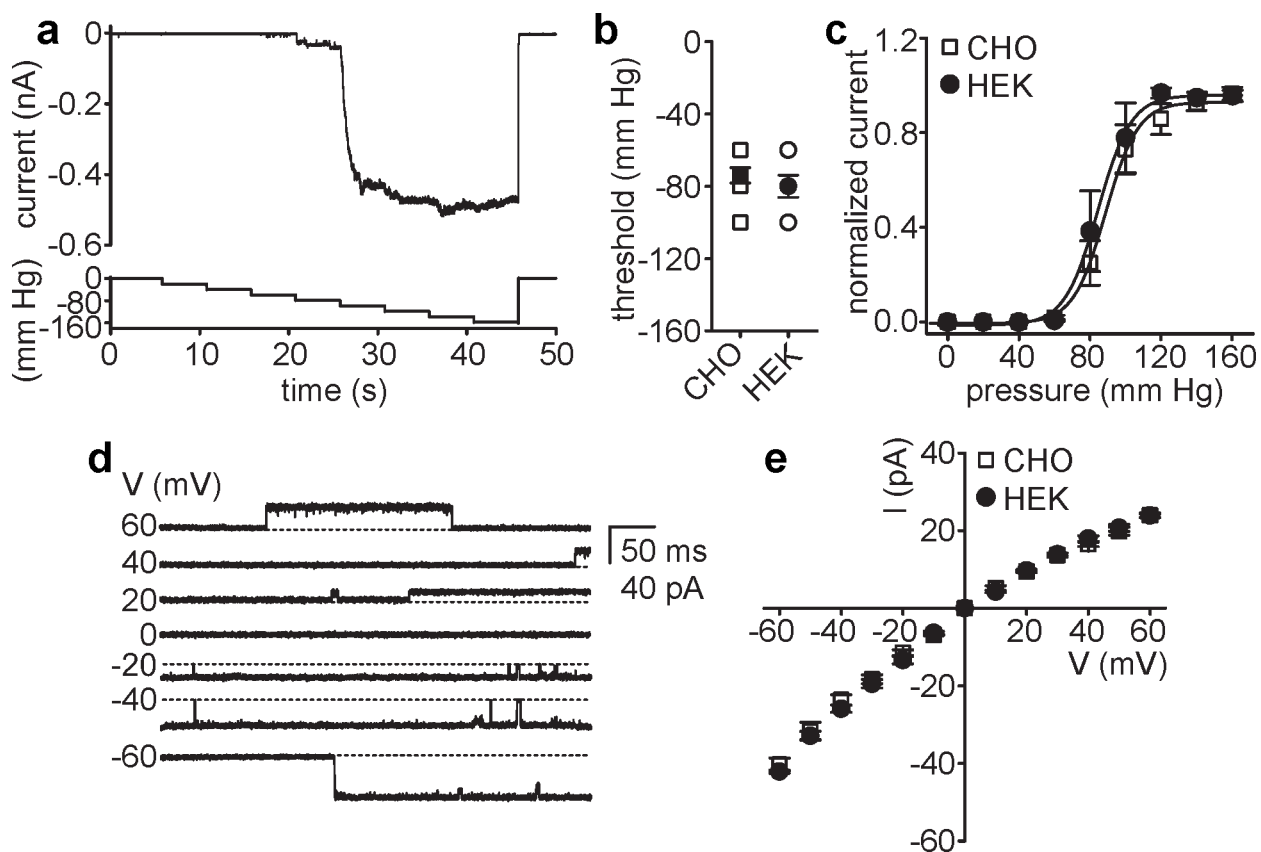 a
current (nA)
0
-0.2
-0.4
-0.6
(mm Hg)
0
-80
-160
0 10 20 30 40 50
time (s)
b
threshold (mm Hg)
0
-40
-80
-120
-160
CHO HEK
c
normalized current
1.2
0.8
0.4
0.0
CHO
HEK
0 40 80 120 160
pressure (mm Hg)
d
V (mV)
60
40
20
0
-20
-40
-60
50 ms
40 pA
e
I (pA)
CHO
HEK
40
20
-60 -40 -20 20 40 60
V (mV)
-20
-40
-60